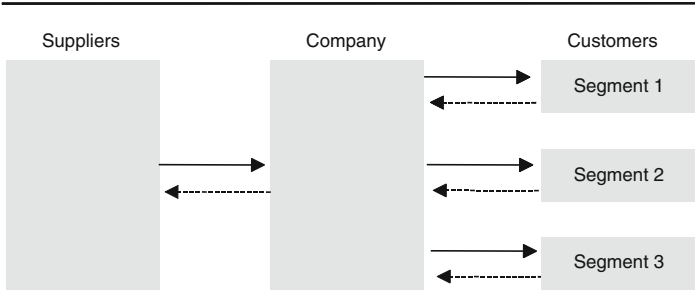 Suppliers
Company
Customers
Segment 1
Segment 2
Segment 3